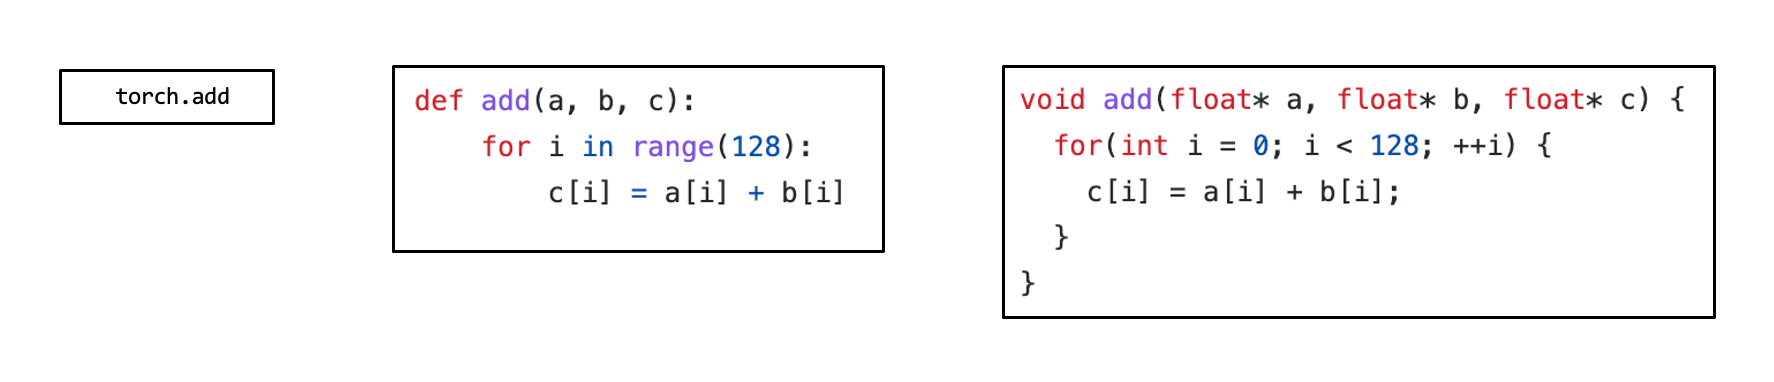 torch.add
def add(a, b, c):
    for i in range(128):
        c[i] = a[i] + b[i]
void add(float* a, float* b, float* c) {
  for(int i = 0; i < 128; ++i) {
    c[i] = a[i] + b[i];
  }
}